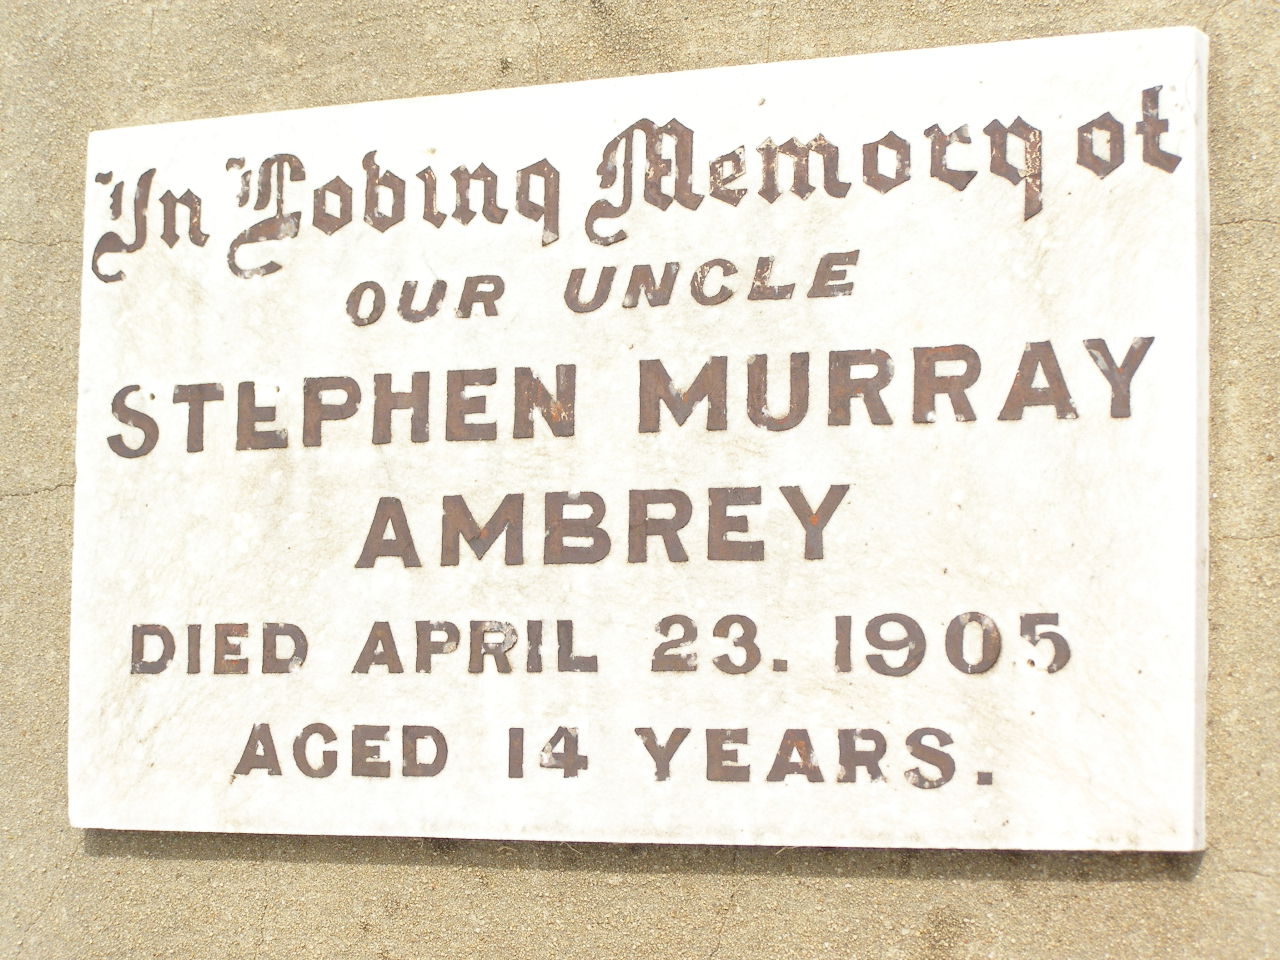 In Loving Memory of
OUR UNCLE
STEPHEN MURRAY
AMBREY
DIED APRIL 23. 1905
AGED 14 YEARS.